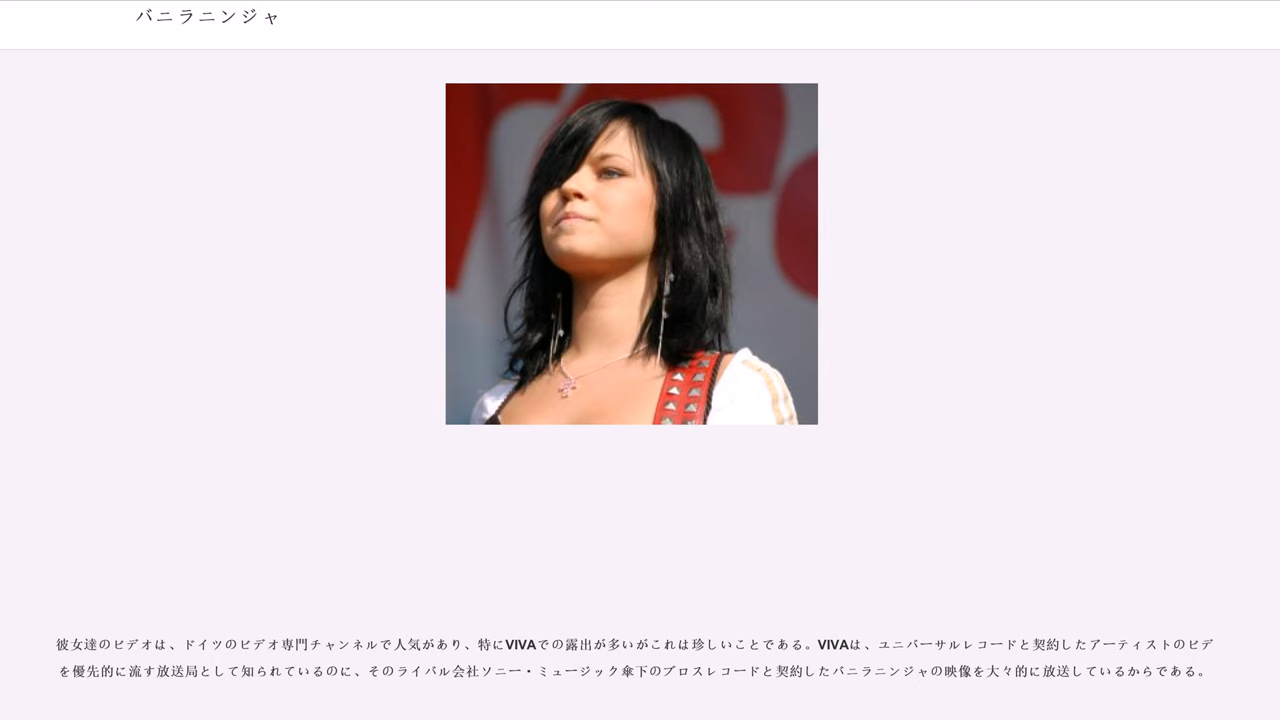 バニラニンジャ
彼女達のビデオは、ドイツのビデオ専門チャンネルで人気があり、特にVIVAでの露出が多いがこれは珍しいことである。VIVAは、ユニバーサルレコードと契約したアーティストのビデ
を優先的に流す放送局として知られているのに、そのライバル会社ソニー・ミュージック傘下のブロスレコードと契約したバニラニンジャの映像を大々的に放送しているからである。